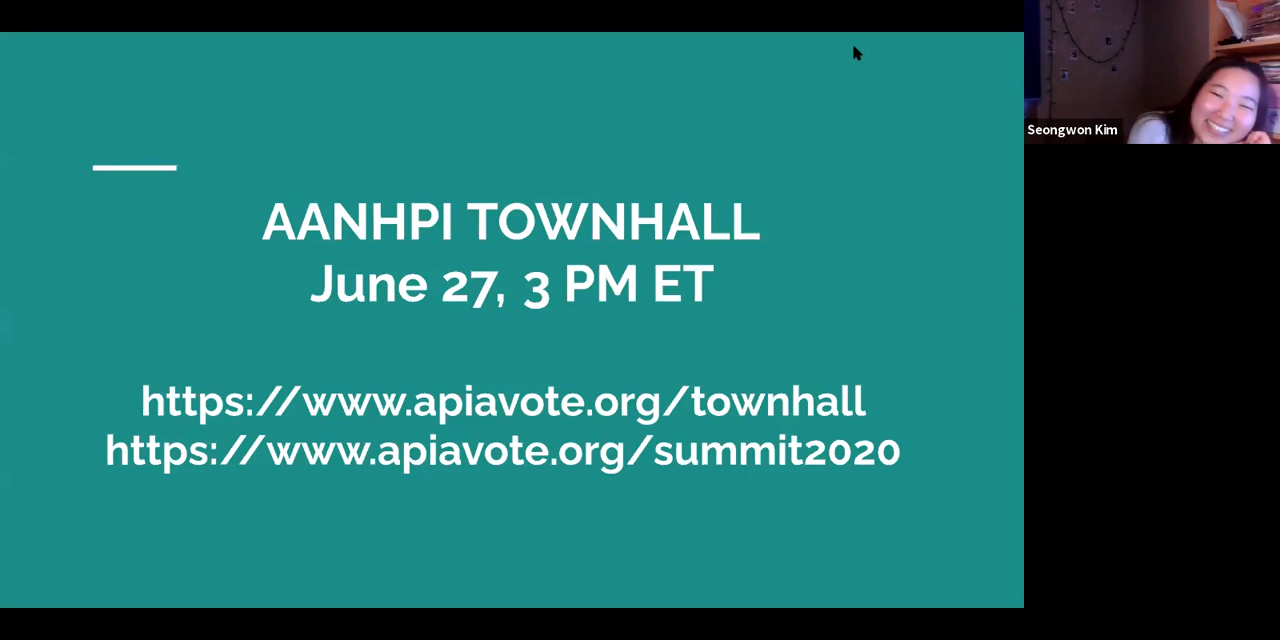 AANHPI TOWNHALL
June 27, 3 PM ET
https://www.apiavote.org/townhall
https://www.apiavote.org/summit2020
Seongwon Kim